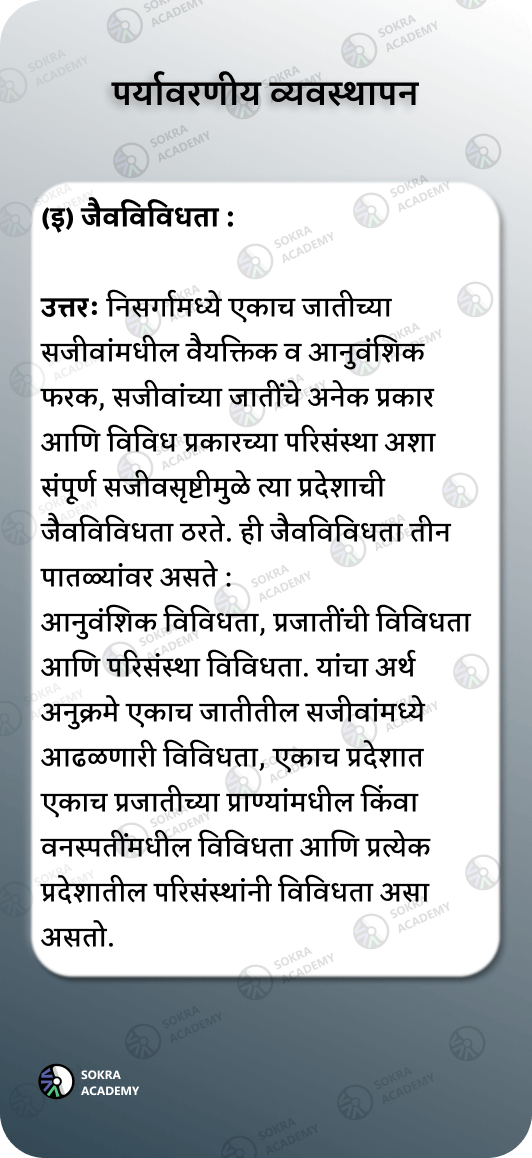 पर्यावरणीय व्यवस्थापन
(इ) जैवविविधता :
उत्तरः निसर्गामध्ये एकाच जातीच्या
सजीवांमधील वैयक्तिक व आनुवंशिक
फरक, सजीवांच्या जातींचे अनेक प्रकार
आणि विविध प्रकारच्या परिसंस्था अशा
संपूर्ण सजीवसृष्टीमुळे त्या प्रदेशाची
जैवविविधता ठरते. ही जैवविविधता तीन
पातळ्यांवर असते :
आनुवंशिक विविधता, प्रजातींची विविधता
आणि परिसंस्था विविधता. यांचा अर्थ
अनुक्रमे एकाच जातीतील सजीवांमध्ये
आढळणारी विविधता, एकाच प्रदेशात
एकाच प्रजातीच्या प्राण्यांमधील किंवा
वनस्पतींमधील विविधता आणि प्रत्येक
प्रदेशातील परिसंस्थांनी विविधता असा
असतो.
SOKRA
ACADEMY